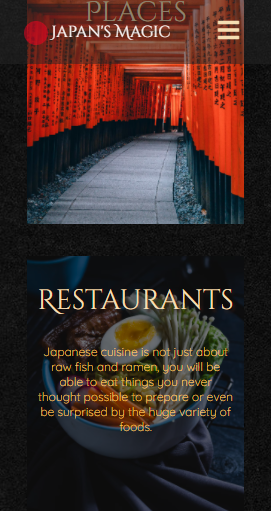 PLACES
JAPAN'S MAGIC
RESTAURANTS
Japanese cuisine is not just about
raw fish and ramen, you will be
able to eat things you never
thought possible to prepare or even
be surprised by the huge variety of
foods.